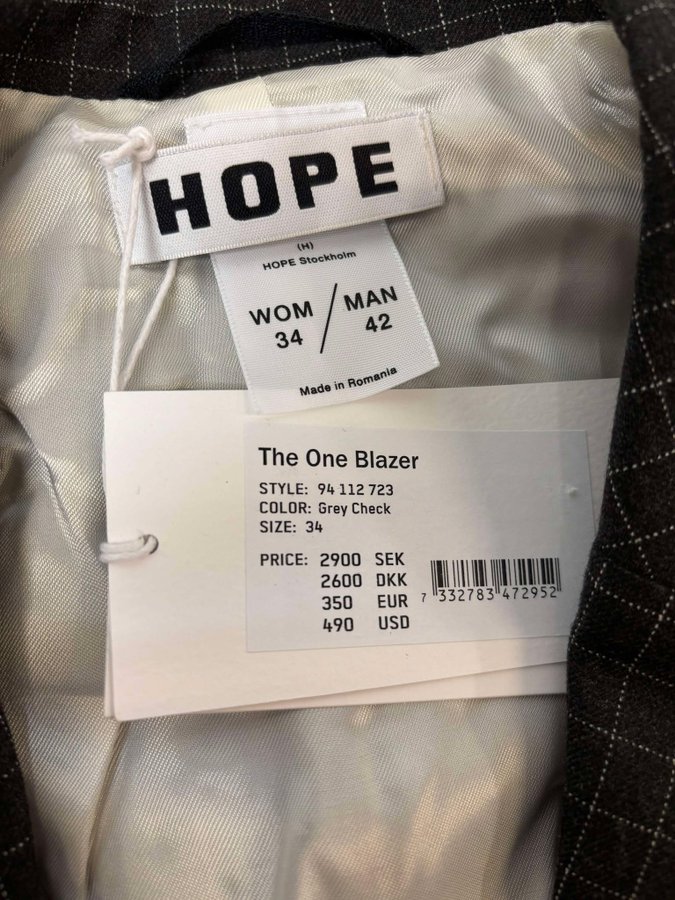 HOPE
(H)
HOPE Stockholm
WOM / MAN
34 42
Made in Romania
The One Blazer
STYLE: 94 112 723
COLOR: Grey Check
SIZE: 34
PRICE: 2900 SEK
2600 DKK
350 EUR
490 USD
7 332783 472952